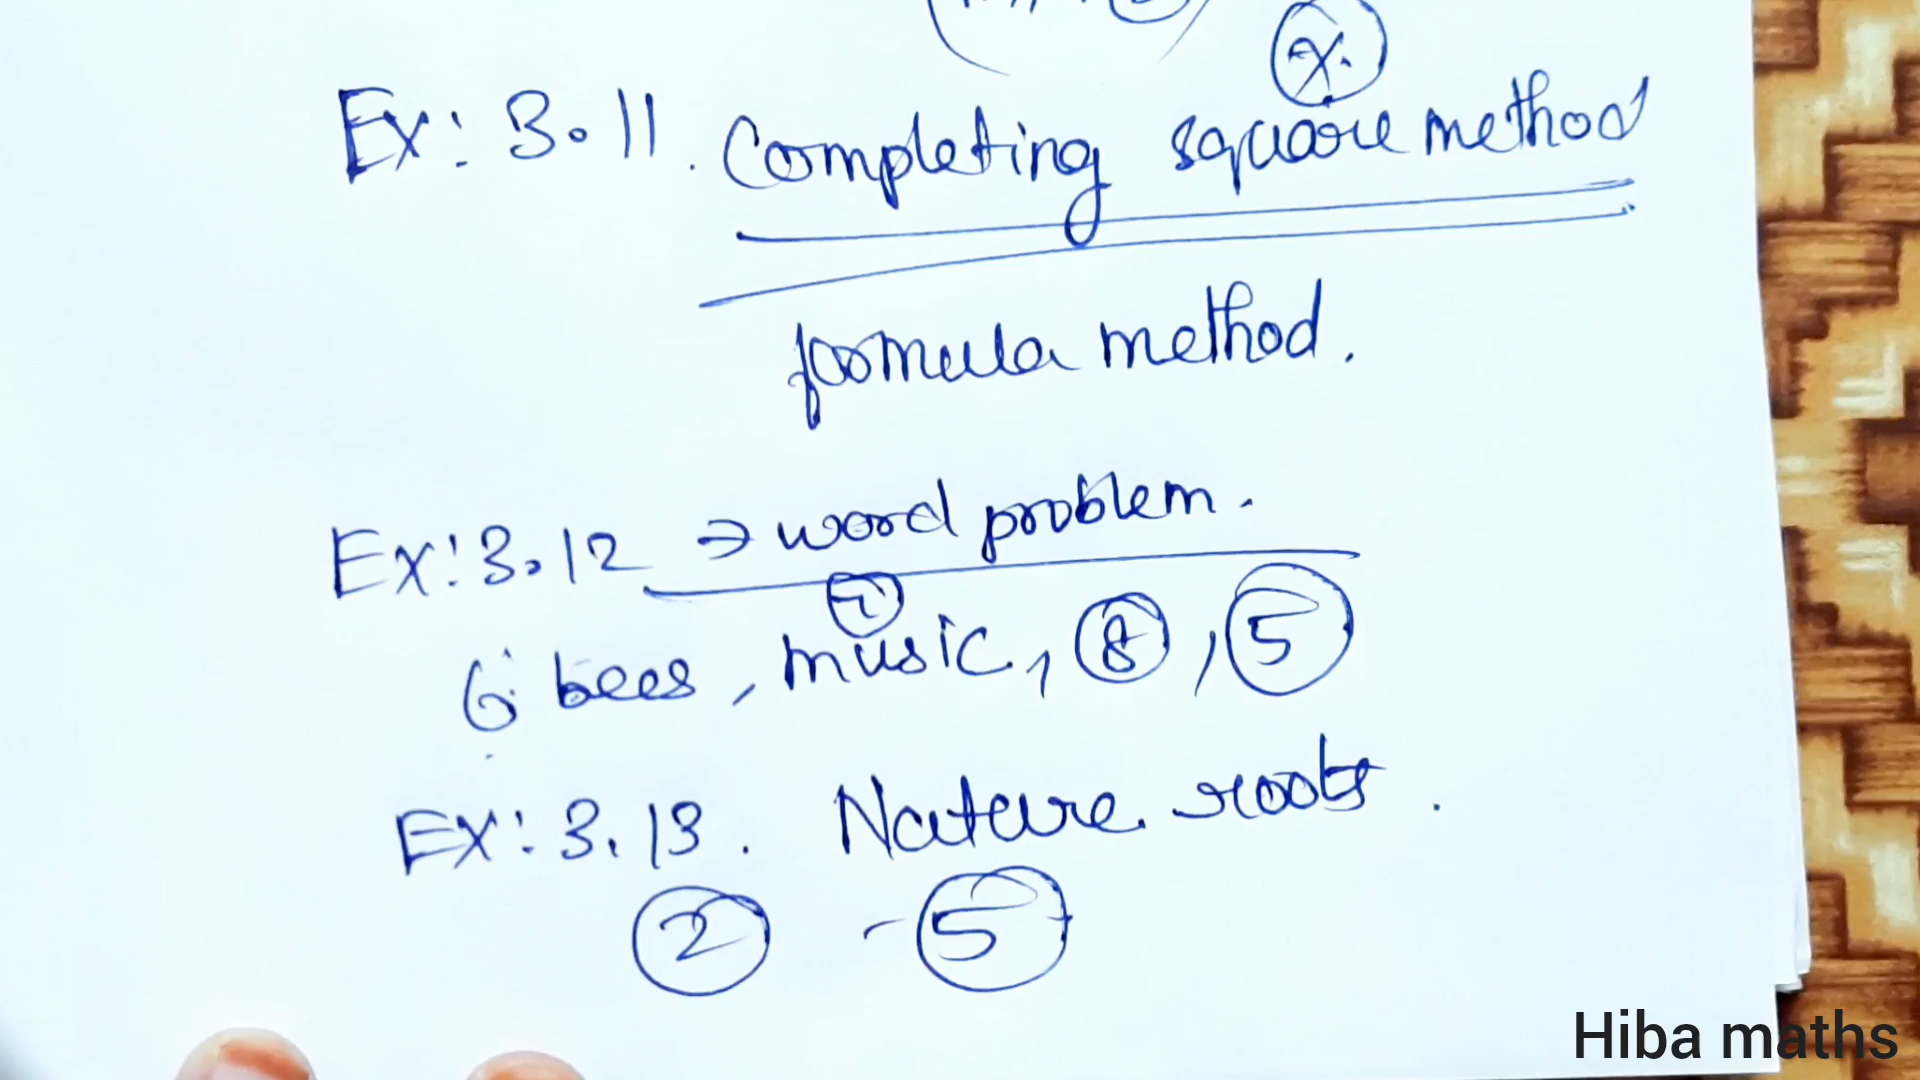 x.
Ex: 3.11. Completing square method
formula method.
Ex: 3.12 → word problem.
7
6 bees, music, 8, 5
Ex: 3.13. Nature roots.
2 - 5
Hiba maths